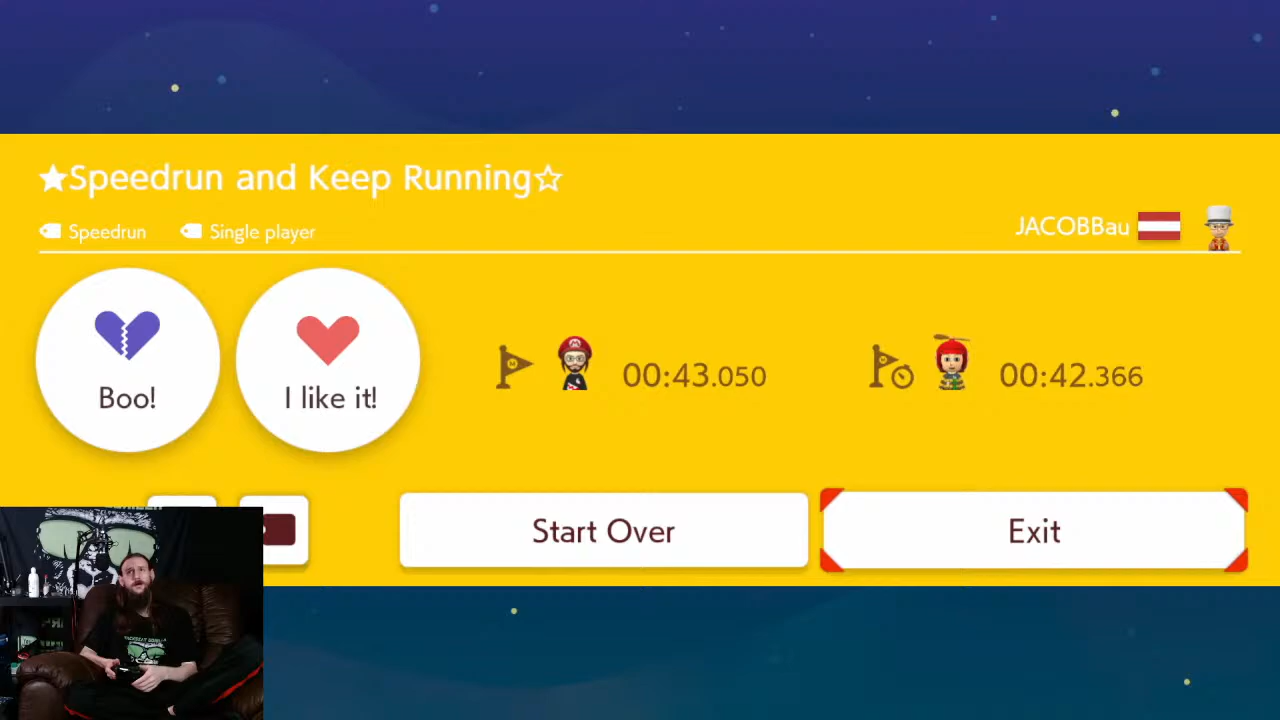 ★Speedrun and Keep Running☆
Speedrun Single player
JACOBBau
Boo!
I like it!
00:43.050
00:42.366
Start Over
Exit